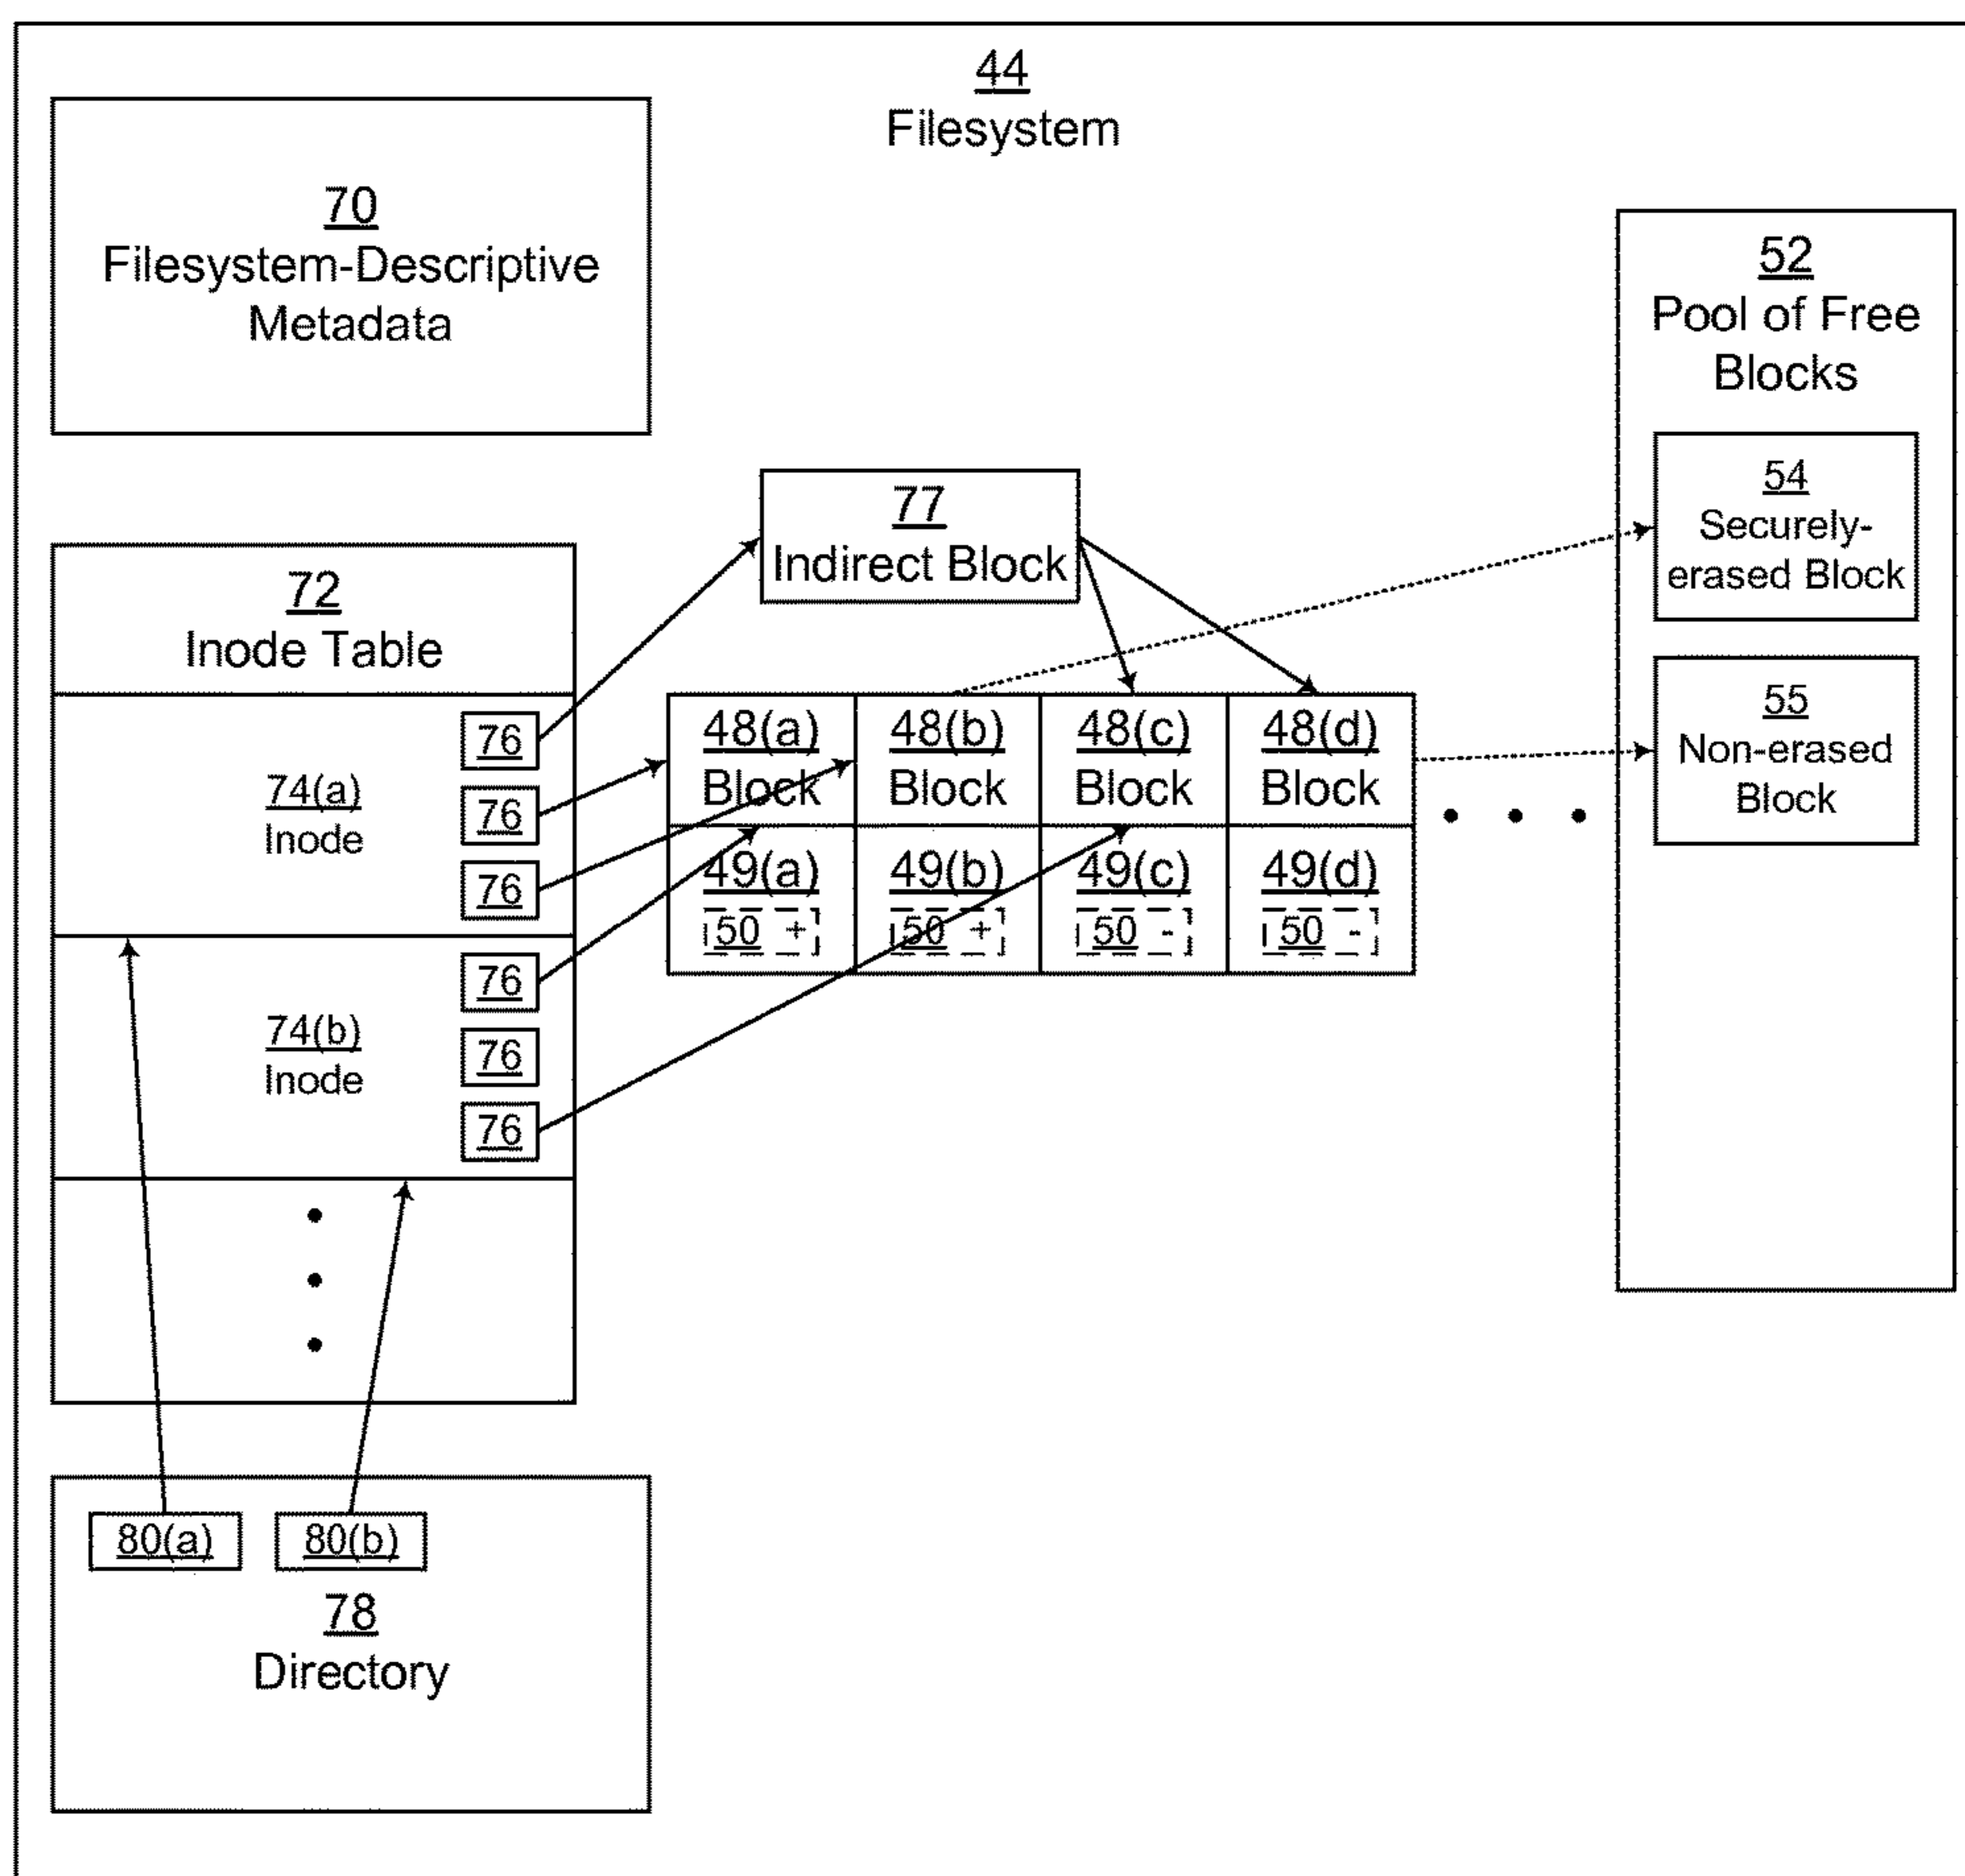 44
Filesystem
70
Filesystem-Descriptive
Metadata
52
Pool of Free
Blocks
54
Securely-
erased Block
55
Non-erased
Block
77
Indirect Block
72
Inode Table
74(a)
Inode
76
76
76
74(b)
Inode
76
76
76
48(a)
Block
48(b)
Block
48(c)
Block
48(d)
Block
49(a)
50 +
49(b)
50 +
49(c)
50 -
49(d)
50 -
80(a)
80(b)
78
Directory